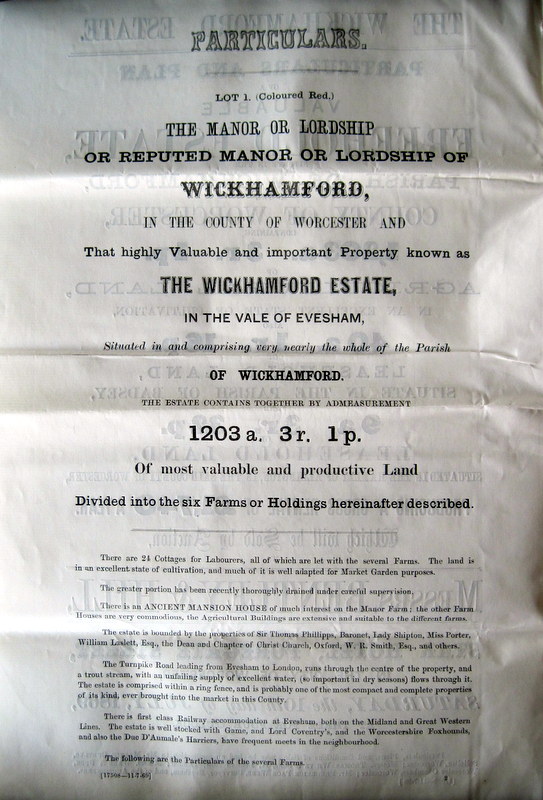 PARTICULARS.
LOT 1. (Coloured Red,)
THE MANOR OR LORDSHIP
OR REPUTED MANOR OR LORDSHIP OF
WICKHAMFORD,
IN THE COUNTY OF WORCESTER AND
That highly Valuable and important Property known as
THE WICKHAMFORD ESTATE,
IN THE VALE OF EVESHAM,
Situated in and comprising very nearly the whole of the Parish
OF WICKHAMFORD.
THE ESTATE CONTAINS TOGETHER BY ADMEASUREMENT
1203 a. 3 r. 1 p.
Of most valuable and productive Land
Divided into the six Farms or Holdings hereinafter described.
There are 24 Cottages for Labourers, all of which are let with the several Farms. The land is
in an excellent state of cultivation, and much of it is well adapted for Market Garden purposes.
The greater portion has been recently thoroughly drained under careful supervision.
There is an ANCIENT MANSION HOUSE of much interest on the Manor Farm; the other Farm
Houses are very commodious, the Agricultural Buildings are extensive and suitable to the different farms.
The estate is bounded by the properties of Sir Thomas Phillipps, Baronet, Lady Shipton, Miss Porter,
William Laslett, Esq., the Dean and Chapter of Christ Church, Oxford, W. R. Smith, Esq., and others.
The Turnpike Road leading from Evesham to London, runs through the centre of the property, and
a trout stream, with an unfailing supply of excellent water, (so important in dry seasons) flows through it.
The estate is comprised within a ring fence, and is probably one of the most compact and complete properties
of its kind, ever brought into the market in this County.
There is first class Railway accommodation at Evesham, both on the Midland and Great Western
Lines. The estate is well stocked with Game, and Lord Coventry's, and the Worcestershire Foxhounds,
and also the Duc D'Aumale's Harriers, have frequent meets in the neighbourhood.
The following are the Particulars of the several Farms.